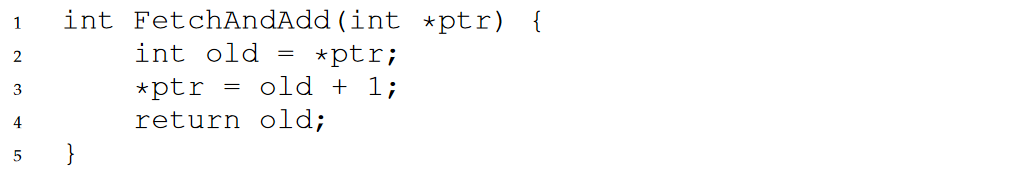 1 int FetchAndAdd(int *ptr) {
2 int old = *ptr;
3 *ptr = old + 1;
4 return old;
5 }